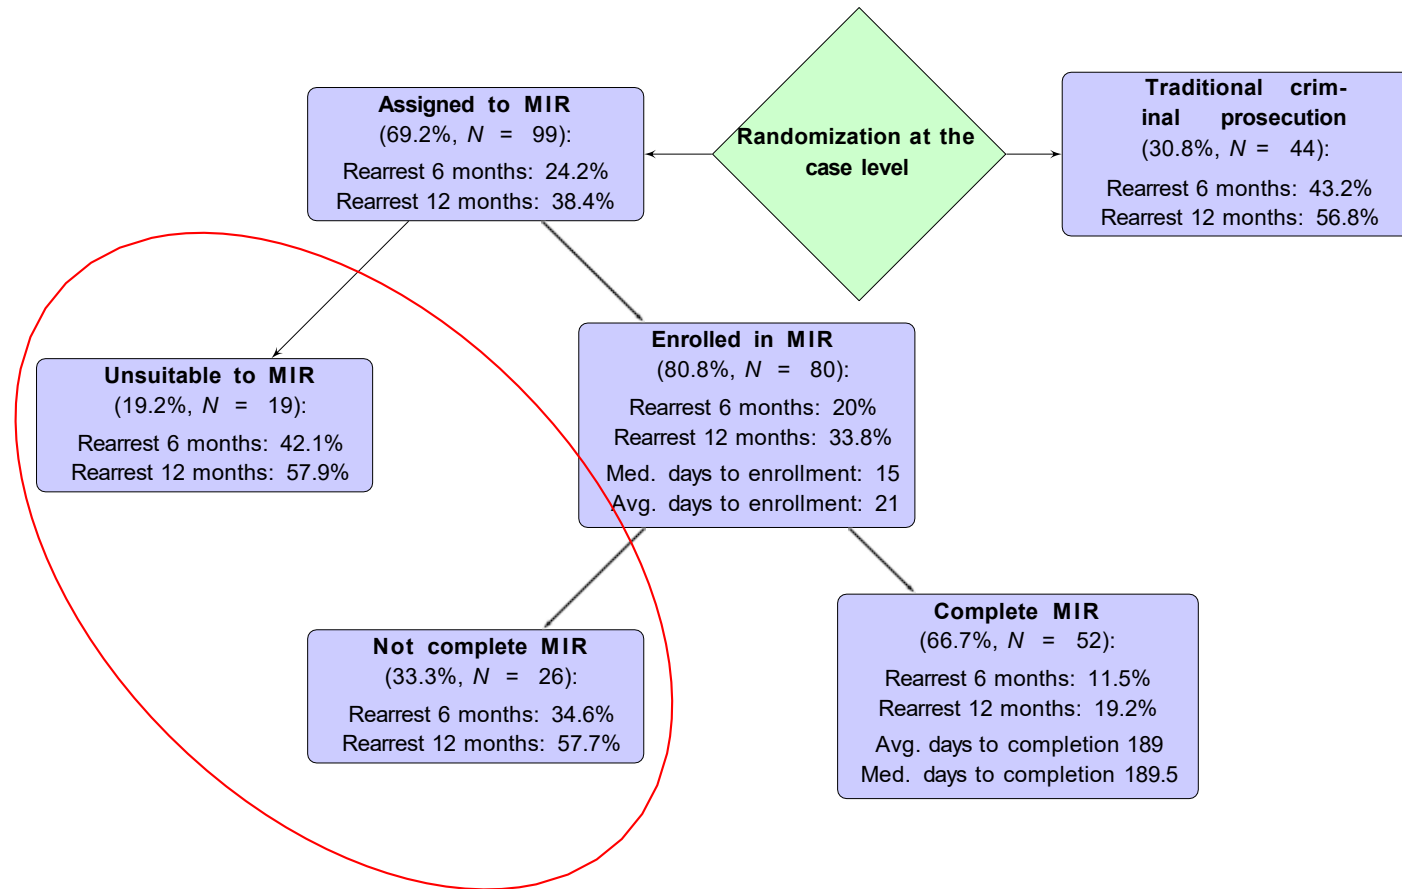 Assigned to MIR
(69.2%, N = 99):
Rearrest 6 months: 24.2%
Rearrest 12 months: 38.4%
Randomization at the
case level
Traditional crim-
inal prosecution
(30.8%, N = 44):
Rearrest 6 months: 43.2%
Rearrest 12 months: 56.8%
Unsuitable to MIR
(19.2%, N = 19):
Rearrest 6 months: 42.1%
Rearrest 12 months: 57.9%
Enrolled in MIR
(80.8%, N = 80):
Rearrest 6 months: 20%
Rearrest 12 months: 33.8%
Med. days to enrollment: 15
Avg. days to enrollment: 21
Not complete MIR
(33.3%, N = 26):
Rearrest 6 months: 34.6%
Rearrest 12 months: 57.7%
Complete MIR
(66.7%, N = 52):
Rearrest 6 months: 11.5%
Rearrest 12 months: 19.2%
Avg. days to completion 189
Med. days to completion 189.5